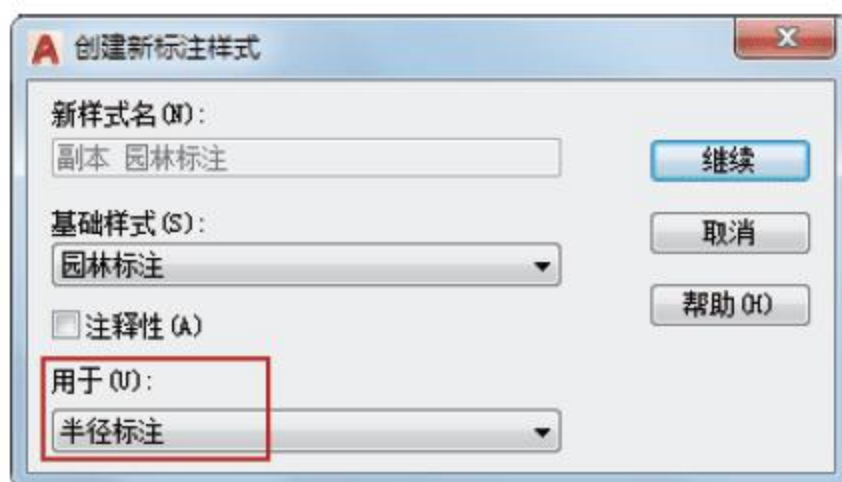 创建新标注样式
新样式名(N):
副本 园林标注
继续
基础样式(S):
取消
园林标注
帮助(H)
注释性(A)
用于(U):
半径标注